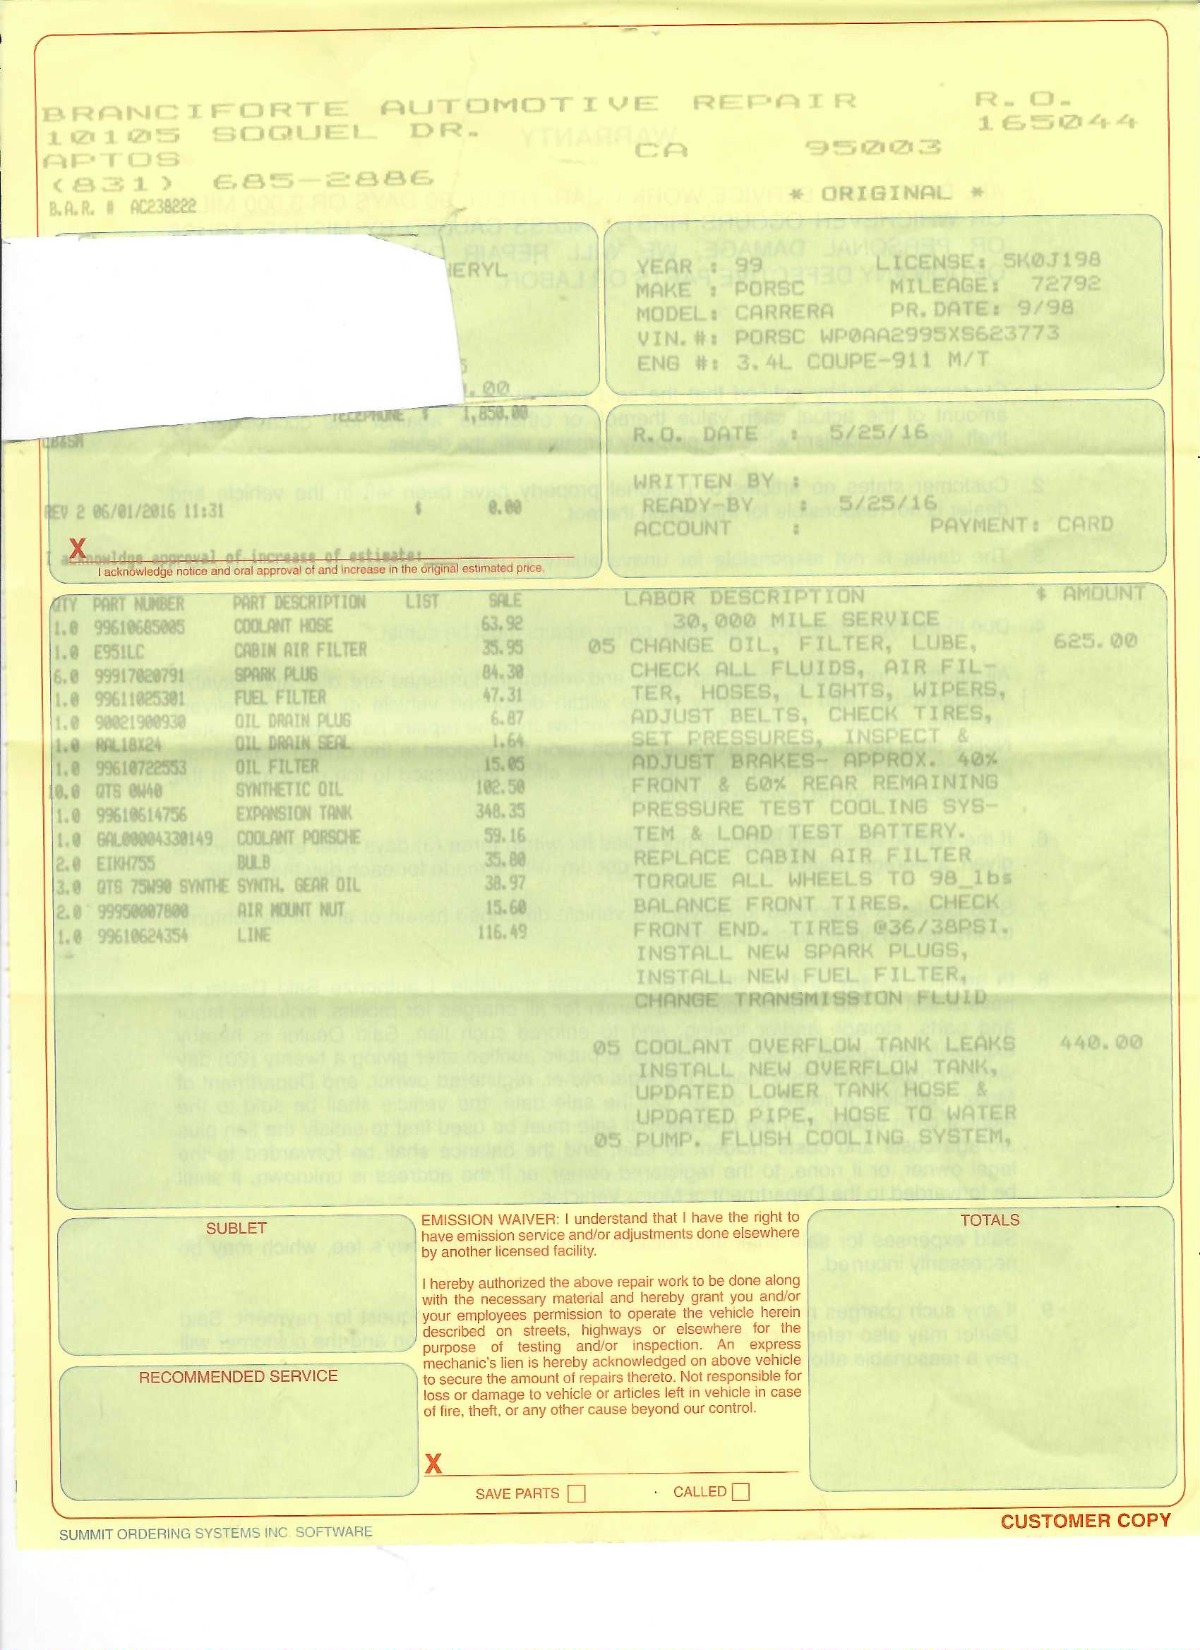 BRANCIFORTE AUTOMOTIVE REPAIR R.O.
10105 SOQUEL DR. 165044
APTOS CA 95003
(831) 685-2886
* ORIGINAL *
B.A.R. # AC238222
HERYL
.00
TELEPHONE $ 1,850.00
REV 2 06/01/2016 11:31 $ 0.00
I acknowldge approval of increase of estimate:
X
I acknowledge notice and oral approval of and increase in the original estimated price.
YEAR : 99 LICENSE: 5K0J198
MAKE : PORSC MILEAGE: 72792
MODEL: CARRERA PR.DATE: 9/98
VIN.#: PORSC WP0AA2995XS623773
ENG #: 3.4L COUPE-911 M/T
R.O. DATE : 5/25/16
WRITTEN BY :
READY-BY : 5/25/16
ACCOUNT : PAYMENT: CARD
QTY PART NUMBER PART DESCRIPTION LIST SALE
1.0 99610685005 COOLANT HOSE 63.92
1.0 E951LC CABIN AIR FILTER 35.95
6.0 99917020791 SPARK PLUG 84.30
1.0 99611025301 FUEL FILTER 47.31
1.0 90021900930 OIL DRAIN PLUG 6.87
1.0 RAL18X24 OIL DRAIN SEAL 1.64
1.0 99610722553 OIL FILTER 15.05
10.0 QTS 0W40 SYNTHETIC OIL 102.50
1.0 99610614756 EXPANSION TANK 348.35
1.0 GAL00004330149 COOLANT PORSCHE 59.16
2.0 EIKH755 BULB 35.80
3.0 QTS 75W90 SYNTHE SYNTH. GEAR OIL 38.97
2.0 99950007800 AIR MOUNT NUT 15.60
1.0 99610624354 LINE 116.49
LABOR DESCRIPTION $ AMOUNT
30,000 MILE SERVICE
05 CHANGE OIL, FILTER, LUBE, 625.00
CHECK ALL FLUIDS, AIR FIL-
TER, HOSES, LIGHTS, WIPERS,
ADJUST BELTS, CHECK TIRES,
SET PRESSURES, INSPECT &
ADJUST BRAKES- APPROX. 40%
FRONT & 60% REAR REMAINING
PRESSURE TEST COOLING SYS-
TEM & LOAD TEST BATTERY.
REPLACE CABIN AIR FILTER
TORQUE ALL WHEELS TO 98_lbs
BALANCE FRONT TIRES. CHECK
FRONT END. TIRES @36/38PSI.
INSTALL NEW SPARK PLUGS,
INSTALL NEW FUEL FILTER,
CHANGE TRANSMISSION FLUID
05 COOLANT OVERFLOW TANK LEAKS 440.00
INSTALL NEW OVERFLOW TANK,
UPDATED LOWER TANK HOSE &
UPDATED PIPE, HOSE TO WATER
05 PUMP. FLUSH COOLING SYSTEM,
SUBLET
RECOMMENDED SERVICE
EMISSION WAIVER: I understand that I have the right to
have emission service and/or adjustments done elsewhere
by another licensed facility.
I hereby authorized the above repair work to be done along
with the necessary material and hereby grant you and/or
your employees permission to operate the vehicle herein
described on streets, highways or elsewhere for the
purpose of testing and/or inspection. An express
mechanic's lien is hereby acknowledged on above vehicle
to secure the amount of repairs thereto. Not responsible for
loss or damage to vehicle or articles left in vehicle in case
of fire, theft, or any other cause beyond our control.
X
SAVE PARTS CALLED
TOTALS
CUSTOMER COPY
SUMMIT ORDERING SYSTEMS INC. SOFTWARE